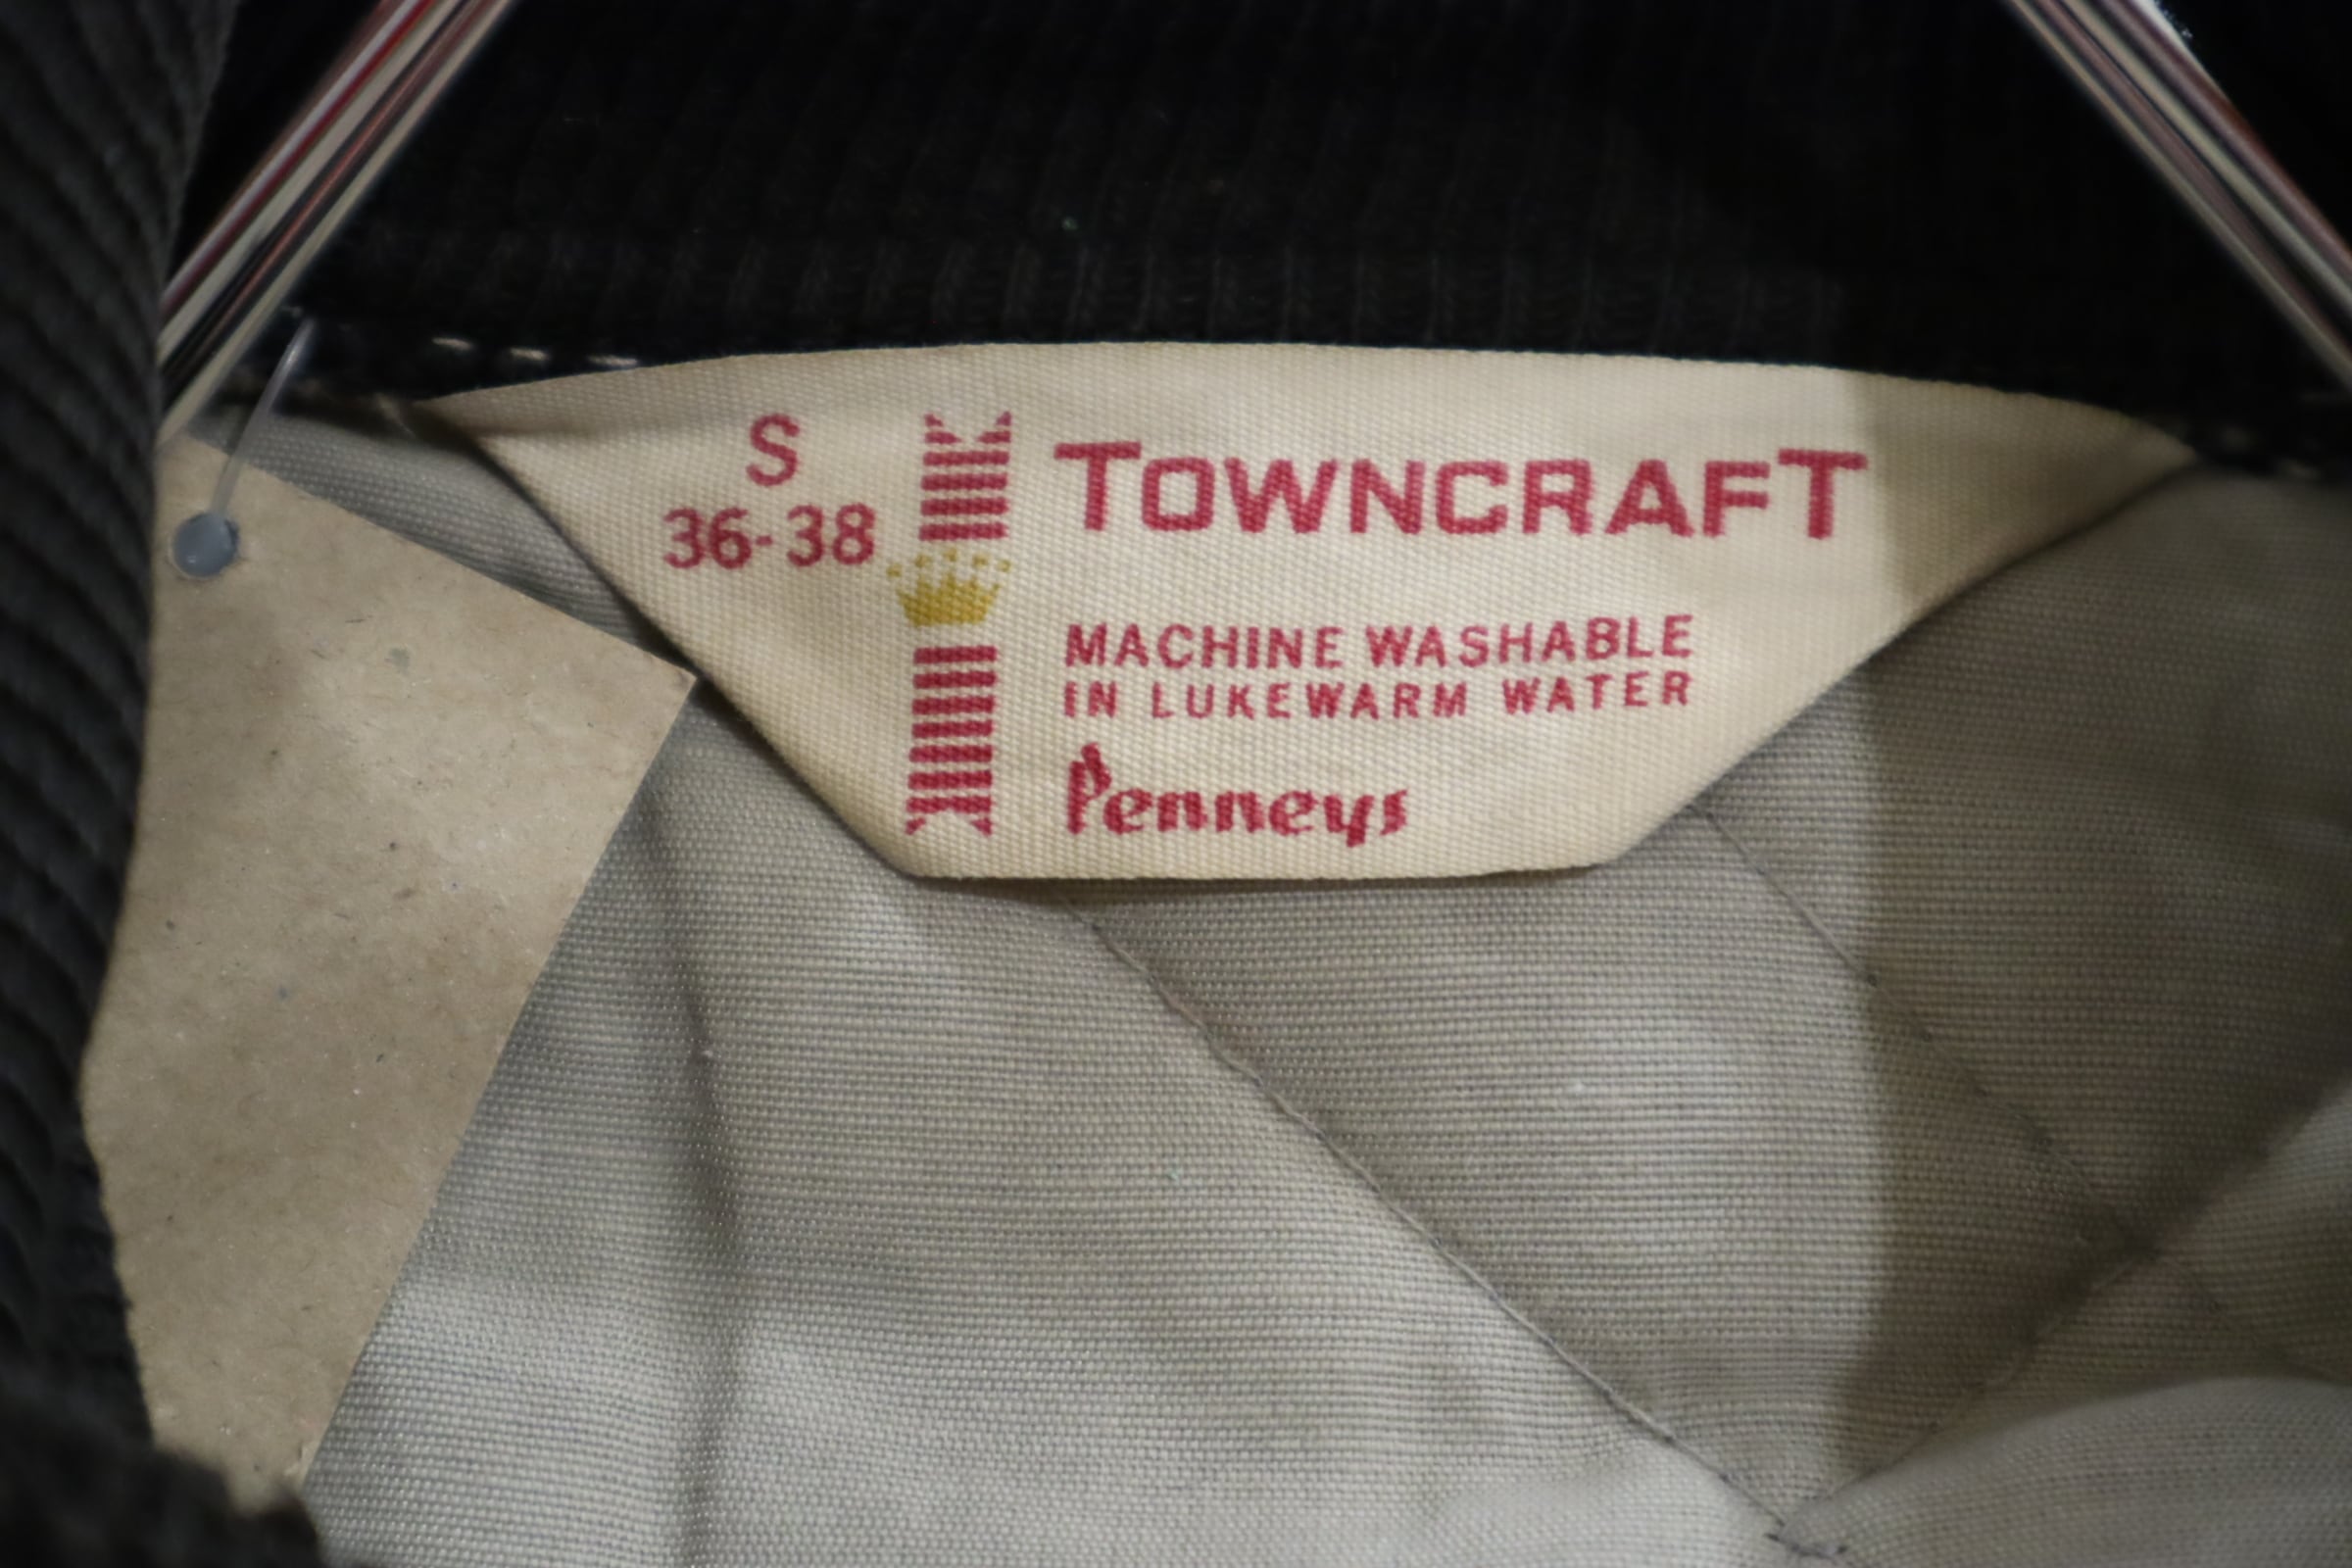 S
36-38
TOWNCRAFT
MACHINE WASHABLE
IN LUKEWARM WATER
Penneys